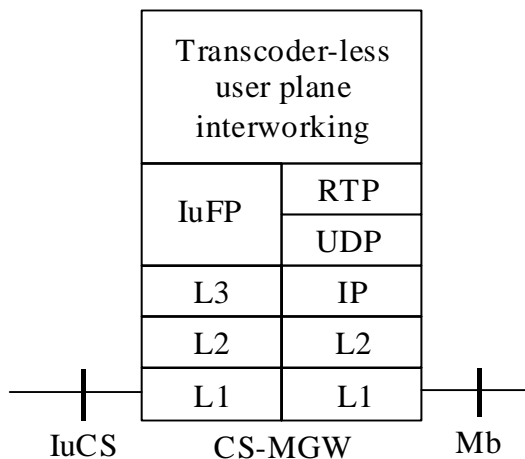 Transcoder-less
user plane
interworking
IuFP
RTP
UDP
L3
IP
L2
L2
L1
L1
IuCS
CS-MGW
Mb